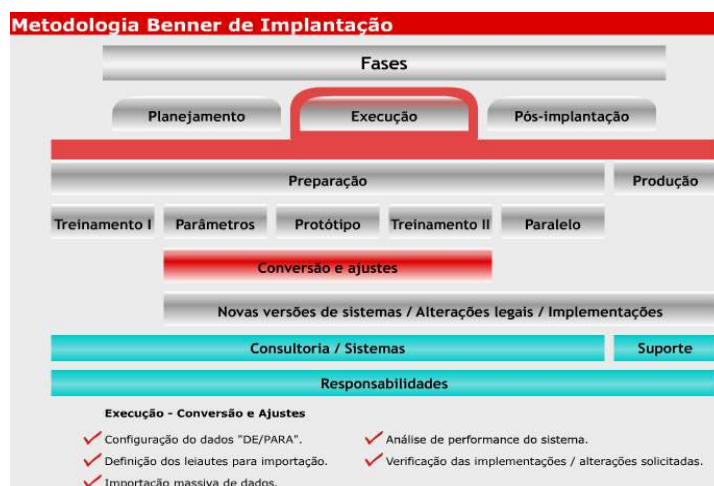 Metodologia Benner de Implantação
Fases
Planejamento
Execução
Pós-implantação
Preparação
Produção
Treinamento I
Parâmetros
Protótipo
Treinamento II
Paralelo
Conversão e ajustes
Novas versões de sistemas / Alterações legais / Implementações
Consultoria / Sistemas
Suporte
Responsabilidades
Execução - Conversão e Ajustes
Configuração do dados "DE/PARA".
Definição dos leiautes para importação.
Importação massiva de dados.
Análise de performance do sistema.
Verificação das implementações / alterações solicitadas.